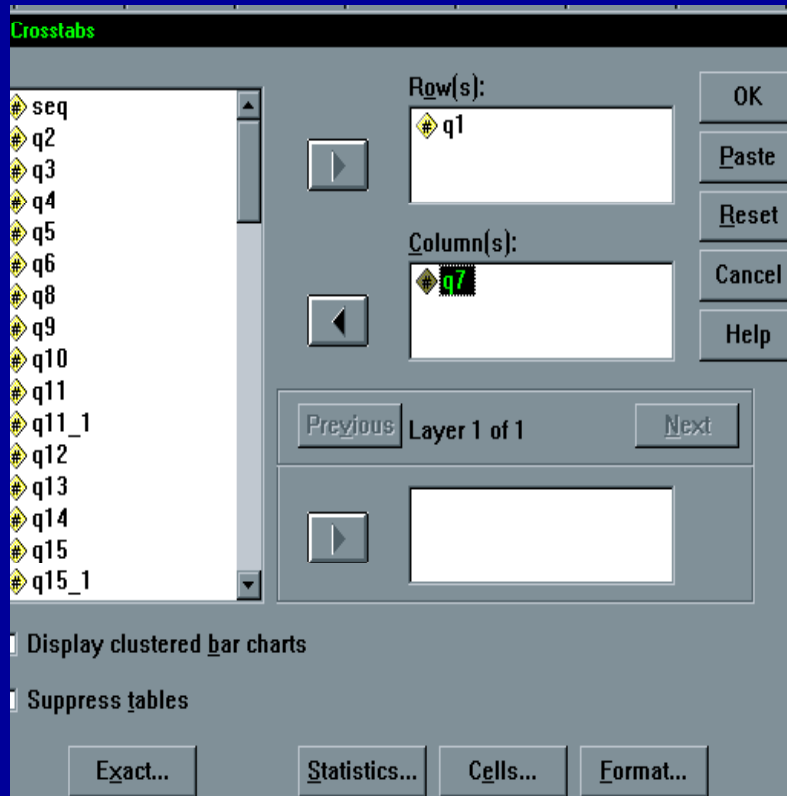 Crosstabs
# seq
# q2
# q3
# q4
# q5
# q6
# q8
# q9
# q10
# q11
# q11_1
# q12
# q13
# q14
# q15
# q15_1
Row(s):
# q1
Column(s):
# q7
Previous
Layer 1 of 1
Next
OK
Paste
Reset
Cancel
Help
Display clustered bar charts
Suppress tables
Exact...
Statistics...
Cells...
Format...